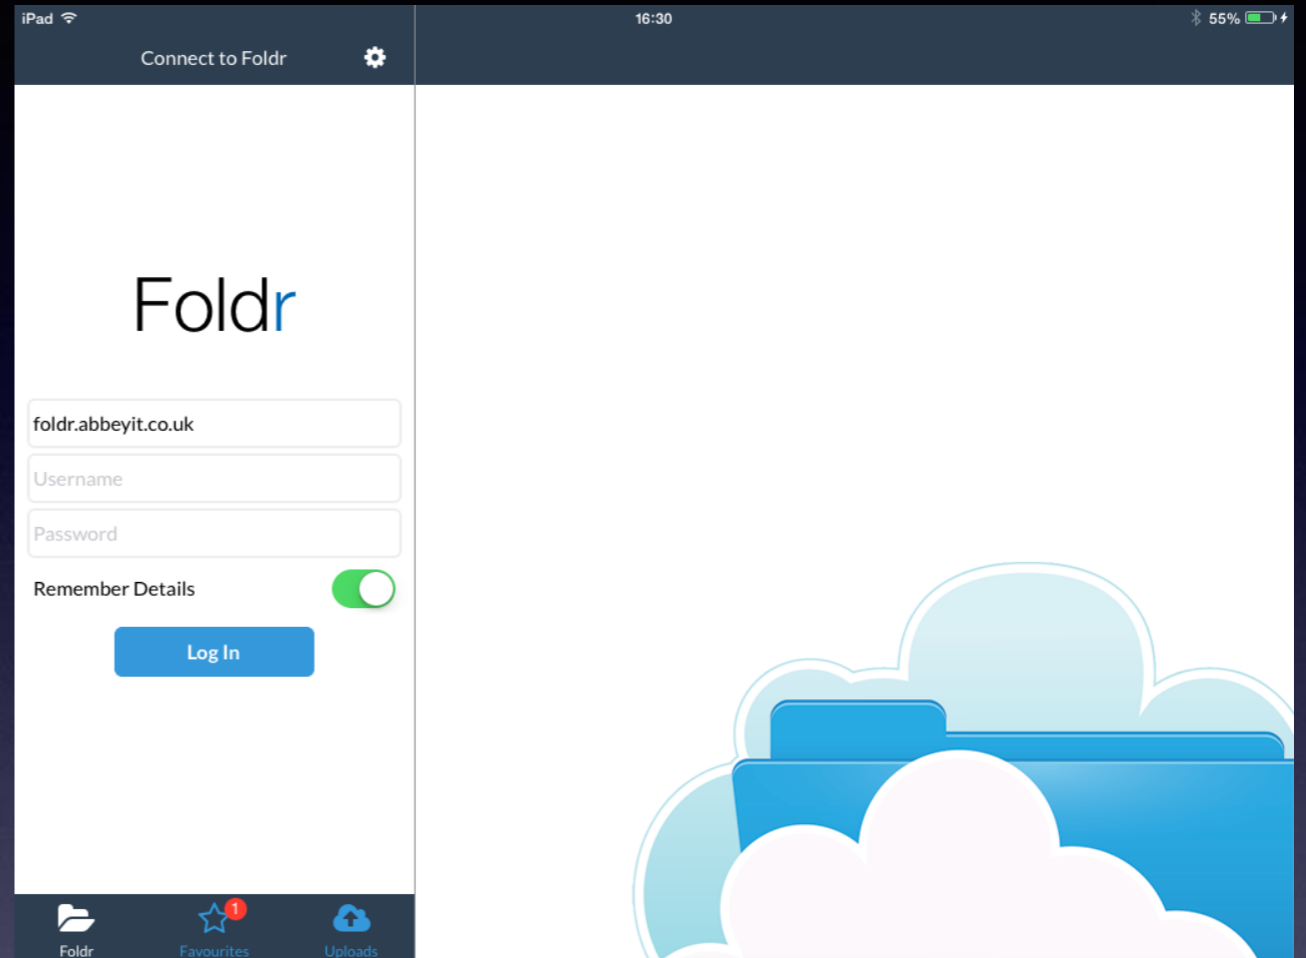 iPad 16:30 55%
Connect to Foldr
Foldr
foldr.abbeyit.co.uk
Username
Password
Remember Details
Log In
1
Foldr Favourites Uploads